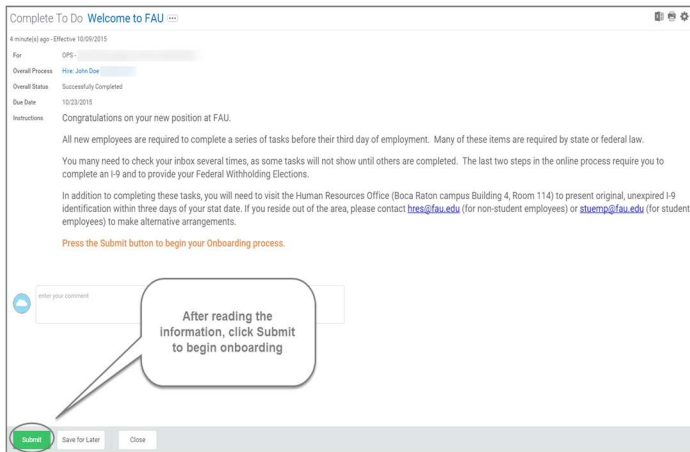 Complete To Do Welcome to FAU
4 minute(s) ago - Effective 10/09/2015
For OPS -
Overall Process Hire: John Doe
Overall Status Successfully Completed
Due Date 10/23/2015
Instructions Congratulations on your new position at FAU.
All new employees are required to complete a series of tasks before their third day of employment. Many of these items are required by state or federal law.
You many need to check your inbox several times, as some tasks will not show until others are completed. The last two steps in the online process require you to
complete an I-9 and to provide your Federal Withholding Elections.
In addition to completing these tasks, you will need to visit the Human Resources Office (Boca Raton campus Building 4, Room 114) to present original, unexpired I-9
identification within three days of your stat date. If you reside out of the area, please contact hres@fau.edu (for non-student employees) or stuemp@fau.edu (for student
employees) to make alternative arrangements.
Press the Submit button to begin your Onboarding process.
enter your comment
After reading the
information, click Submit
to begin onboarding
Submit Save for Later Close